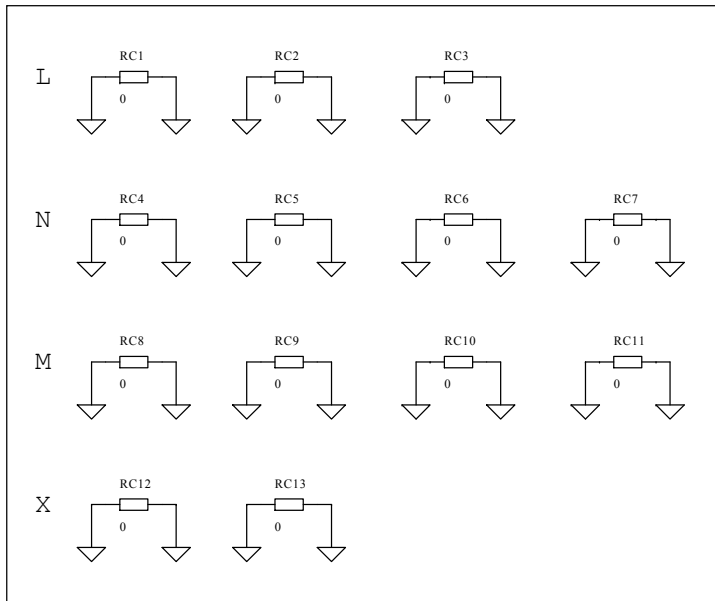 RC1 RC2 RC3
L
0 0 0
RC4 RC5 RC6 RC7
N
0 0 0 0
RC8 RC9 RC10 RC11
M
0 0 0 0
RC12 RC13
X
0 0